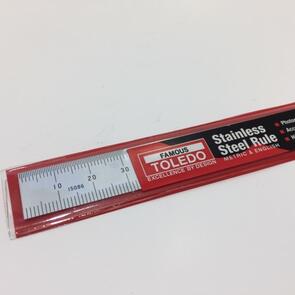 FAMOUS
TOLEDO
EXCELLENCE BY DESIGN
Stainless
Steel Rule
METRIC & ENGLISH
10 20 30
15086